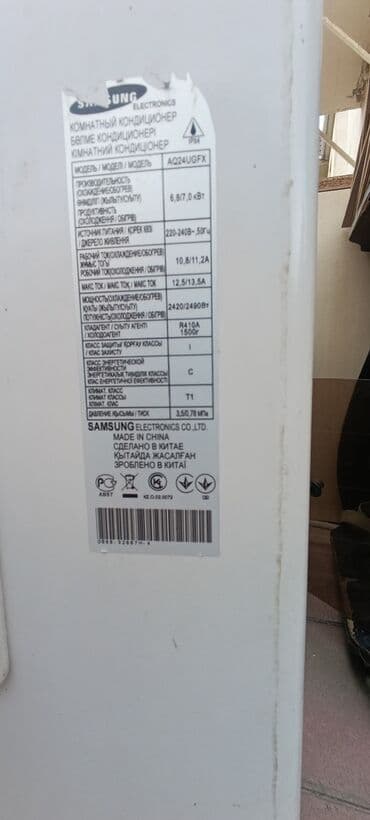 SAMSUNG ELECTRONICS
КОМНАТНЫЙ КОНДИЦИОНЕР
БӨЛМЕ КОНДИЦИОНЕРІ
КІМНАТНИЙ КОНДИЦІОНЕР
IP24
МОДЕЛЬ / МОДЕЛІ / МОДЕЛЬ AQ24UGFX
ПРОИЗВОДИТЕЛЬНОСТЬ
(ОХЛАЖДЕНИЕ/ОБОГРЕВ)
ӨНІМДІЛІГІ (ЖЫЛЫТУ/СУЫТУ)
ПРОДУКТИВНІСТЬ
(ОХОЛОДЖЕННЯ / ОБІГРІВ)
6,8/7,0 кВт
ИСТОЧНИК ПИТАНИЯ / ҚОРЕК КӨЗІ
/ ДЖЕРЕЛО ЖИВЛЕННЯ
220-240В~,50Гц
РАБОЧИЙ ТОК(ОХЛАЖДЕНИЕ/ОБОГРЕВ)
РОБОЧИЙ ТОК(ОХОЛОДЖЕННЯ / ОБІГРІВ)
10,8/11,2А
МАКС ТОК / МАКС ТОК / МАКС ТОК 12,5/13,5А
МОЩНОСТЬ(ОХЛАЖДЕНИЕ/ОБОГРЕВ)
ҚУАТЫ (ЖЫЛЫТУ/СУЫТУ)
ПОТУЖНІСТЬ(ОХОЛОДЖЕННЯ / ОБІГРІВ)
2420/2490Вт
ХЛАДАГЕНТ / СУЫТУ АГЕНТІ
/ ХОЛОДОАГЕНТ
R410A
1500г
КЛАСС ЗАЩИТЫ/ ҚОРҒАУ КЛАССЫ
/ КЛАС ЗАХИСТУ
I
КЛАСС ЭНЕРГЕТИЧЕСКОЙ
ЭФФЕКТИВНОСТИ
КЛАС ЕНЕРГЕТИЧНОЇ ЕФЕКТИВНОСТІ
C
КЛИМАТ. КЛАСС
КЛИМАТ. КЛАССЫ
КЛІМАТ. КЛАС
T1
ДАВЛЕНИЕ/ ҚЫСЫМЫ / ТИСК 3,5/0,78 МПа
SAMSUNG ELECTRONICS CO.,LTD.
MADE IN CHINA
СДЕЛАНО В КИТАЕ
ҚЫТАЙДА ЖАСАЛҒАН
ЗРОБЛЕНО В КИТАЇ